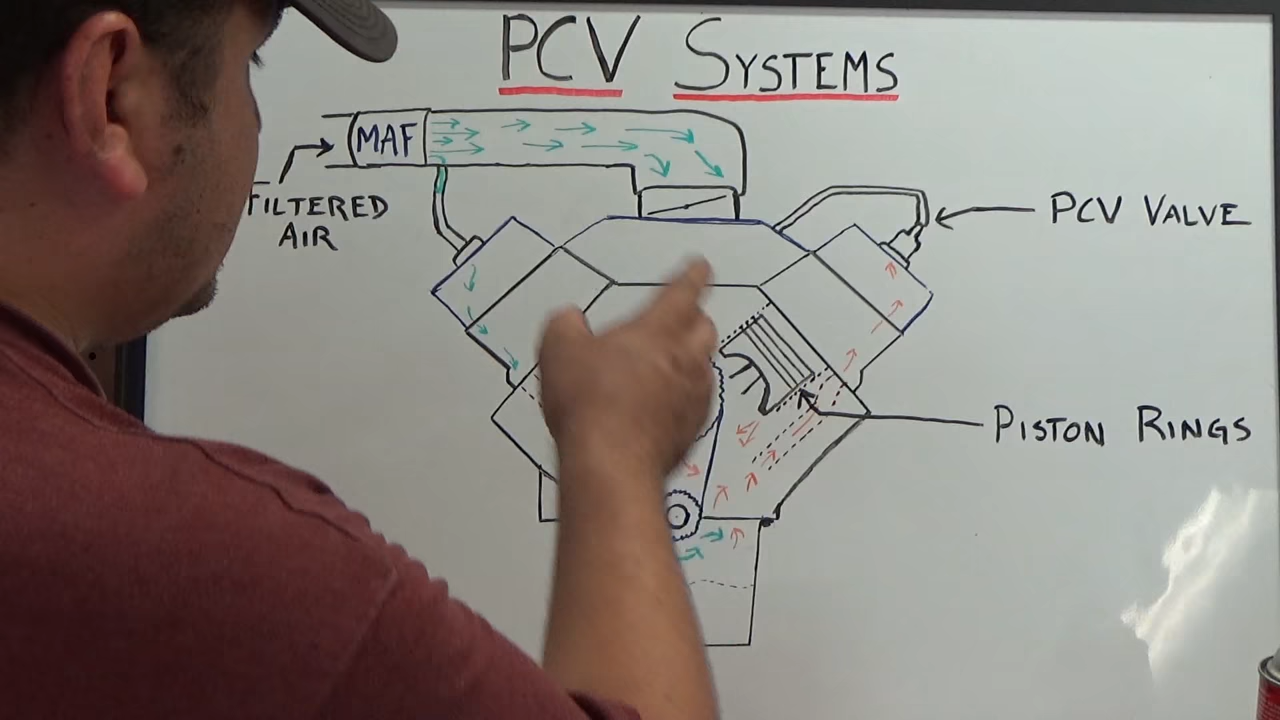 PCV SYSTEMS
MAF
FILTERED
AIR
PCV VALVE
PISTON RINGS